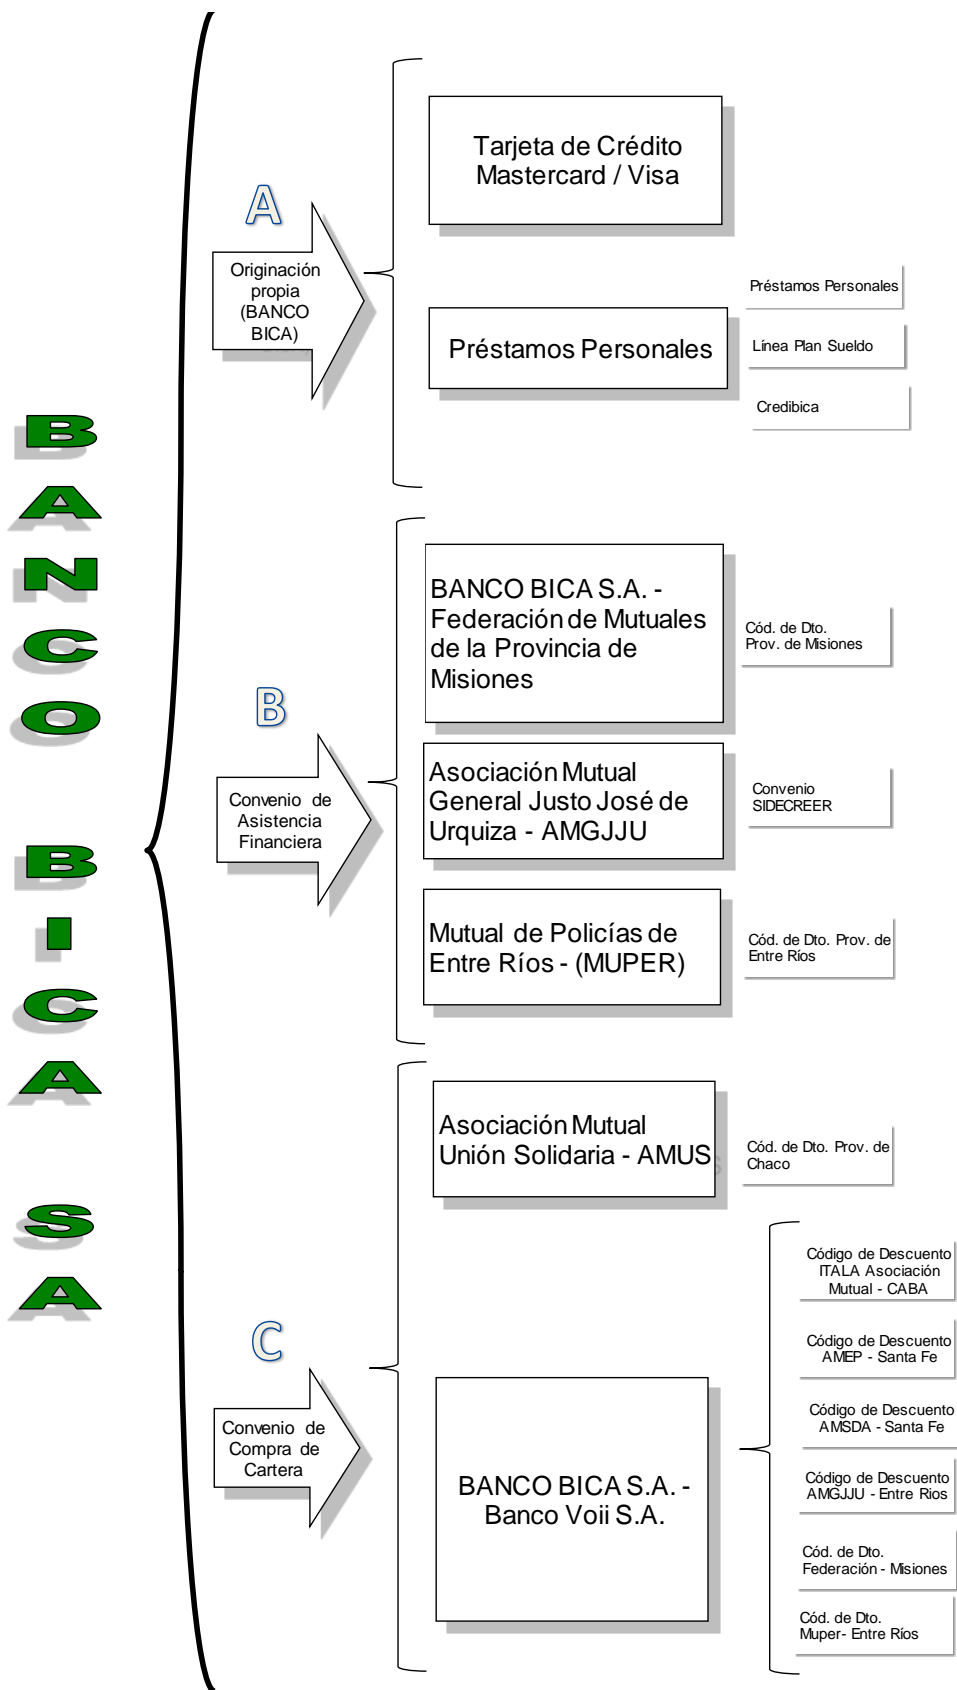 BANCO BICA SA
A
Originación
propia
(BANCO
BICA)
Tarjeta de Crédito
Mastercard / Visa
Préstamos Personales
Préstamos Personales
Línea Plan Sueldo
Credibica
B
Convenio de
Asistencia
Financiera
BANCO BICA S.A. -
Federación de Mutuales
de la Provincia de
Misiones
Cód. de Dto.
Prov. de Misiones
Asociación Mutual
General Justo José de
Urquiza - AMGJJU
Convenio
SIDECREER
Mutual de Policías de
Entre Ríos - (MUPER)
Cód. de Dto. Prov. de
Entre Ríos
C
Convenio de
Compra de
Cartera
Asociación Mutual
Unión Solidaria - AMUS
Cód. de Dto. Prov. de
Chaco
BANCO BICA S.A. -
Banco Voii S.A.
Código de Descuento
ITALA Asociación
Mutual - CABA
Código de Descuento
AMEP - Santa Fe
Código de Descuento
AMSDA - Santa Fe
Código de Descuento
AMGJJU - Entre Rios
Cód. de Dto.
Federación - Misiones
Cód. de Dto.
Muper- Entre Ríos